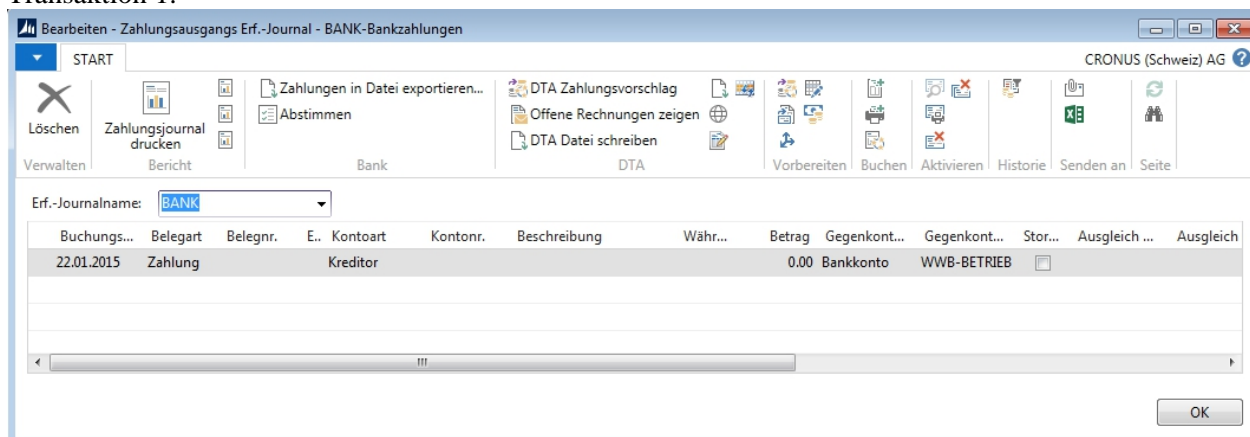 Bearbeiten - Zahlungsausgangs Erf.-Journal - BANK-Bankzahlungen
START
CRONUS (Schweiz) AG
Löschen
Zahlungsjournal drucken
Zahlungen in Datei exportieren...
Abstimmen
DTA Zahlungsvorschlag
Offene Rechnungen zeigen
DTA Datei schreiben
Verwalten Bericht Bank DTA Vorbereiten Buchen Aktivieren Historie Senden an Seite
Erf.-Journalname: BANK
Buchungs... Belegart Belegnr. E.. Kontoart Kontonr. Beschreibung Währ... Betrag Gegenkont... Gegenkont... Stor... Ausgleich ... Ausgleich
22.01.2015 Zahlung Kreditor 0.00 Bankkonto WWB-BETRIEB
OK